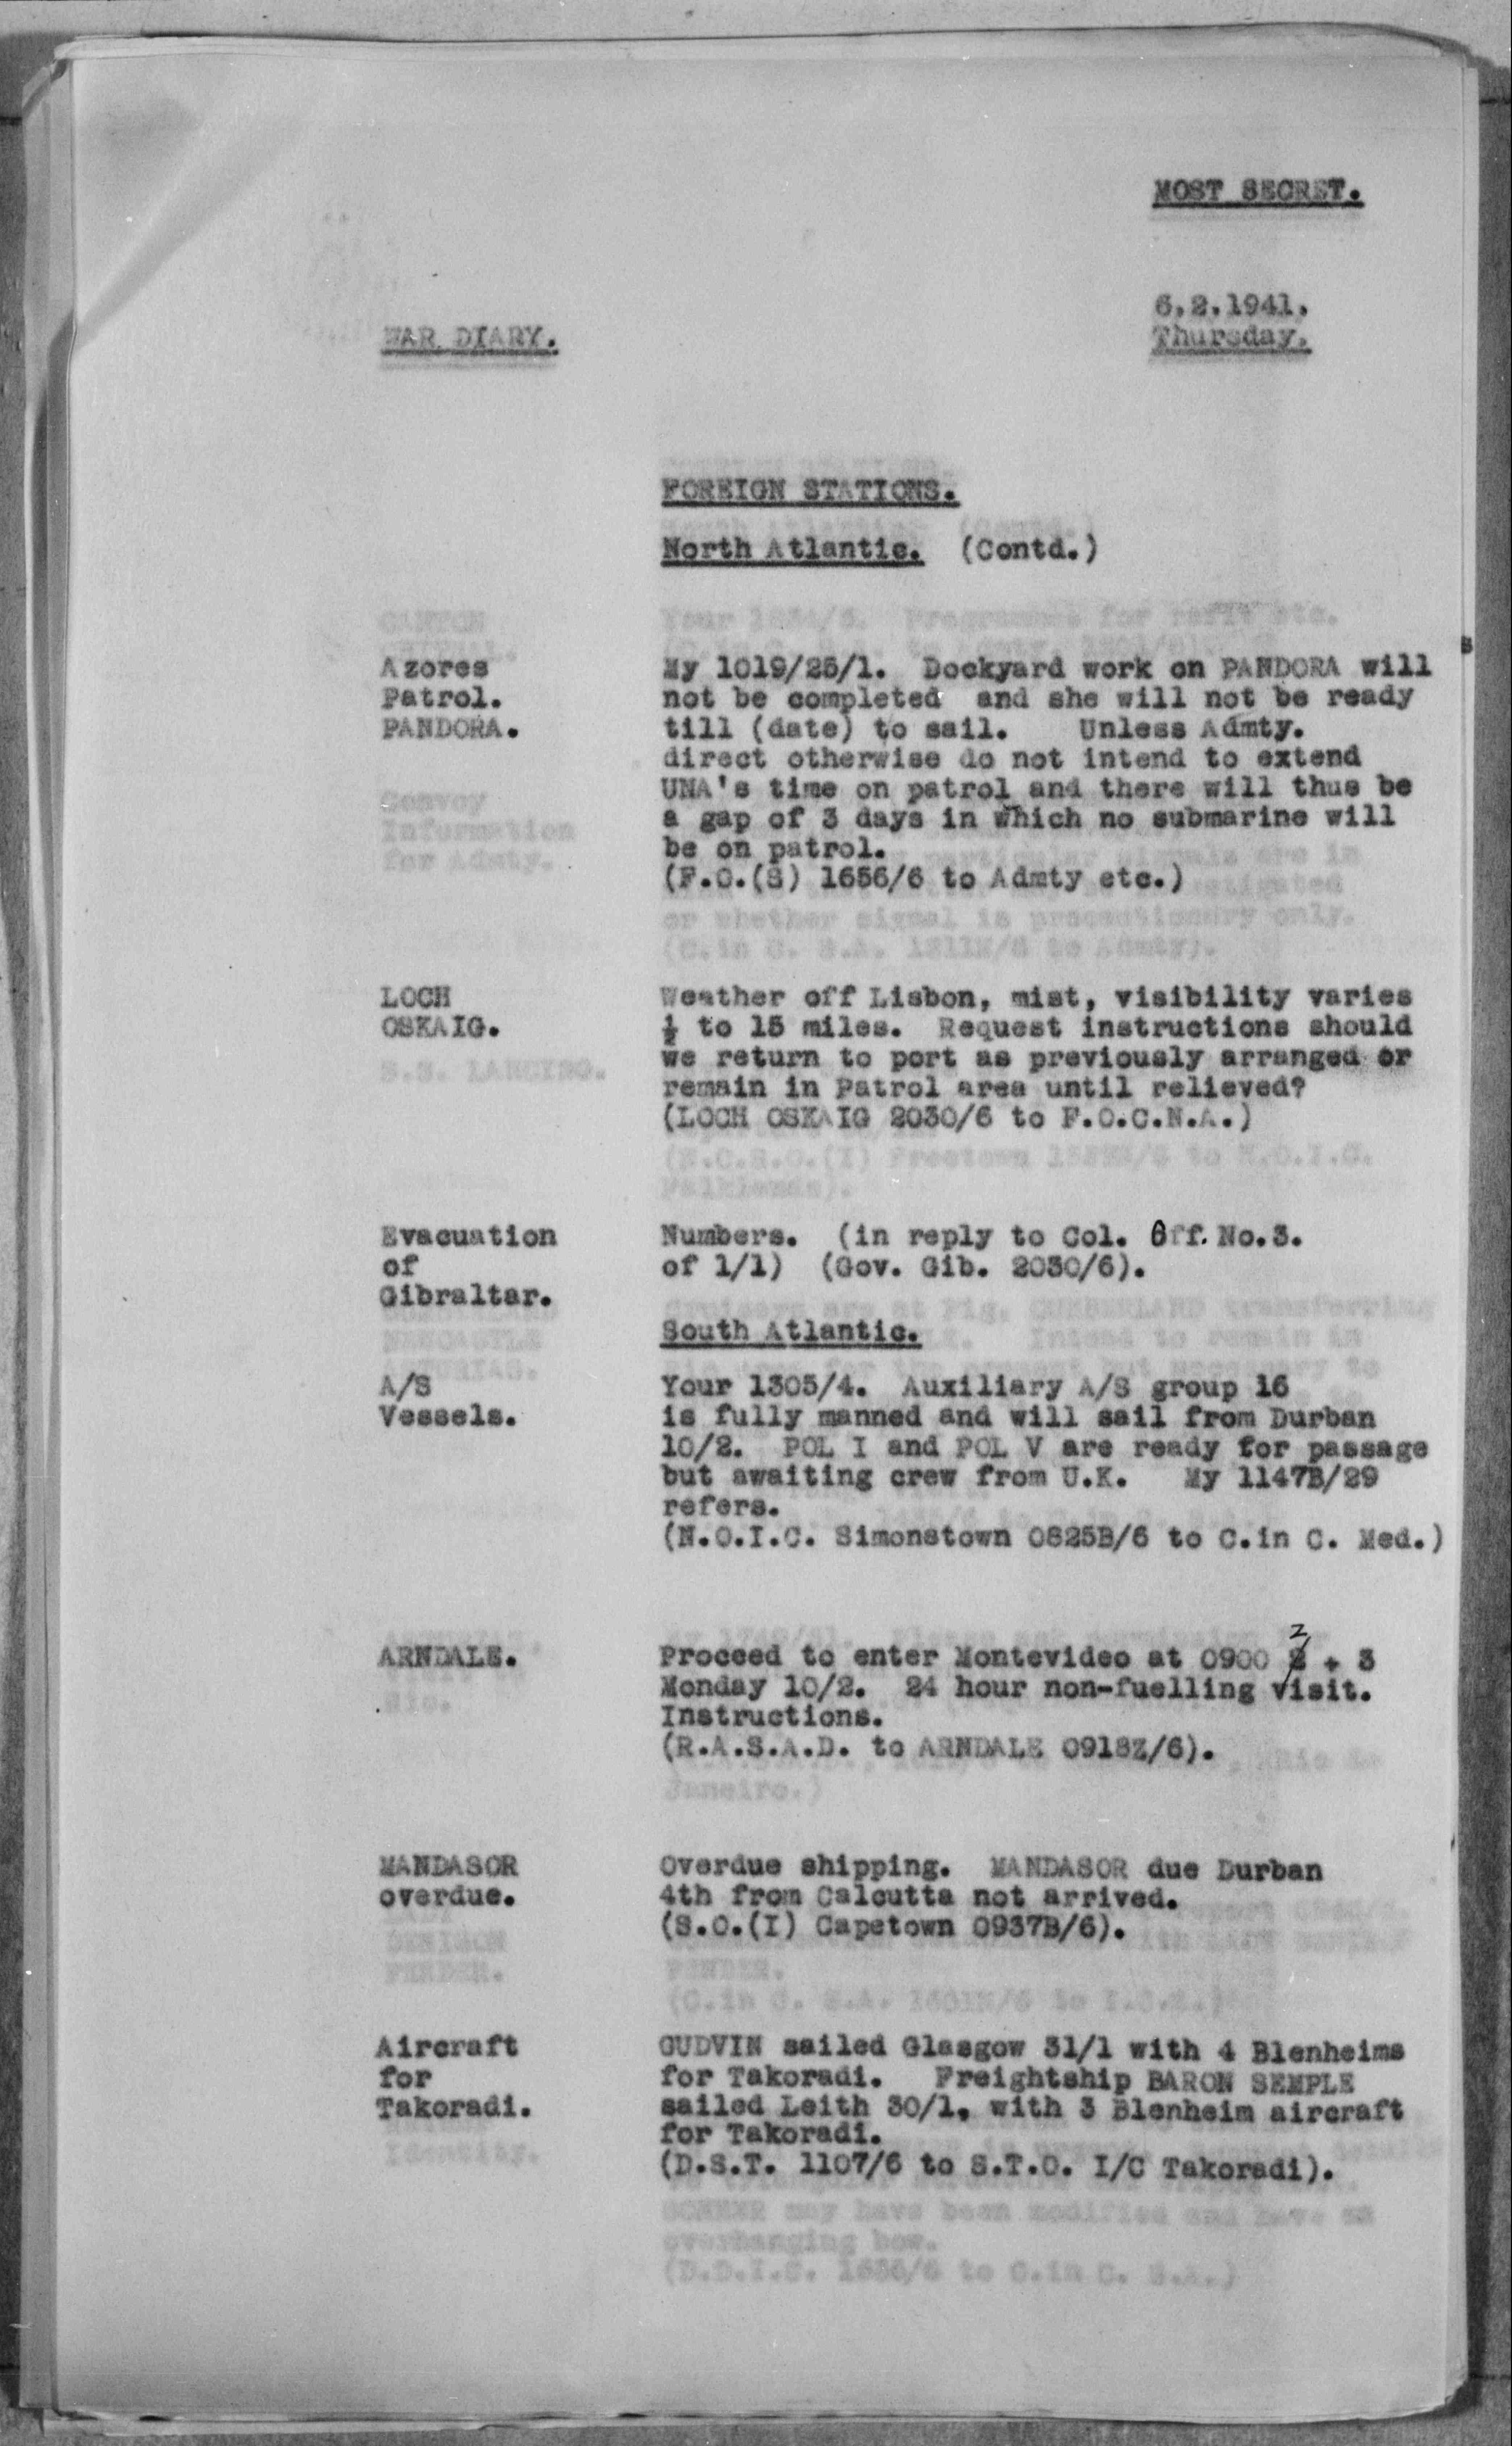 MOST SECRET.
6.2.1941.
WAR DIARY.
Thursday.
FOREIGN STATIONS.
North Atlantic. (Contd.)
Azores
Patrol.
PANDORA.
My 1019/25/1. Dockyard work on PANDORA will
not be completed and she will not be ready
till (date) to sail. Unless Admty.
direct otherwise do not intend to extend
UNA's time on patrol and there will thus be
a gap of 3 days in which no submarine will
be on patrol.
(F.O.(S) 1656/6 to Admty etc.)
LOCH
OSKAIG.
Weather off Lisbon, mist, visibility varies
½ to 15 miles. Request instructions should
we return to port as previously arranged or
remain in Patrol area until relieved?
(LOCH OSKAIG 2030/6 to F.O.C.N.A.)
Evacuation
of
Gibraltar.
Numbers. (in reply to Col. Off. No.3.
of 1/1) (Gov. Gib. 2030/6).
South Atlantic.
A/S
Vessels.
Your 1305/4. Auxiliary A/S group 16
is fully manned and will sail from Durban
10/2. POL I and POL V are ready for passage
but awaiting crew from U.K. My 1147B/29
refers.
(N.O.I.C. Simonstown 0825B/6 to C.in C. Med.)
ARNDALE.
Proceed to enter Montevideo at 0900 Z + 3
Monday 10/2. 24 hour non-fuelling visit.
Instructions.
(R.A.S.A.D. to ARNDALE 0918Z/6).
MANDASOR
overdue.
Overdue shipping. MANDASOR due Durban
4th from Calcutta not arrived.
(S.O.(I) Capetown 0937B/6).
Aircraft
for
Takoradi.
GUDVIN sailed Glasgow 31/1 with 4 Blenheims
for Takoradi. Freightship BARON SEMPLE
sailed Leith 30/1, with 3 Blenheim aircraft
for Takoradi.
(D.S.T. 1107/6 to S.T.O. I/C Takoradi).